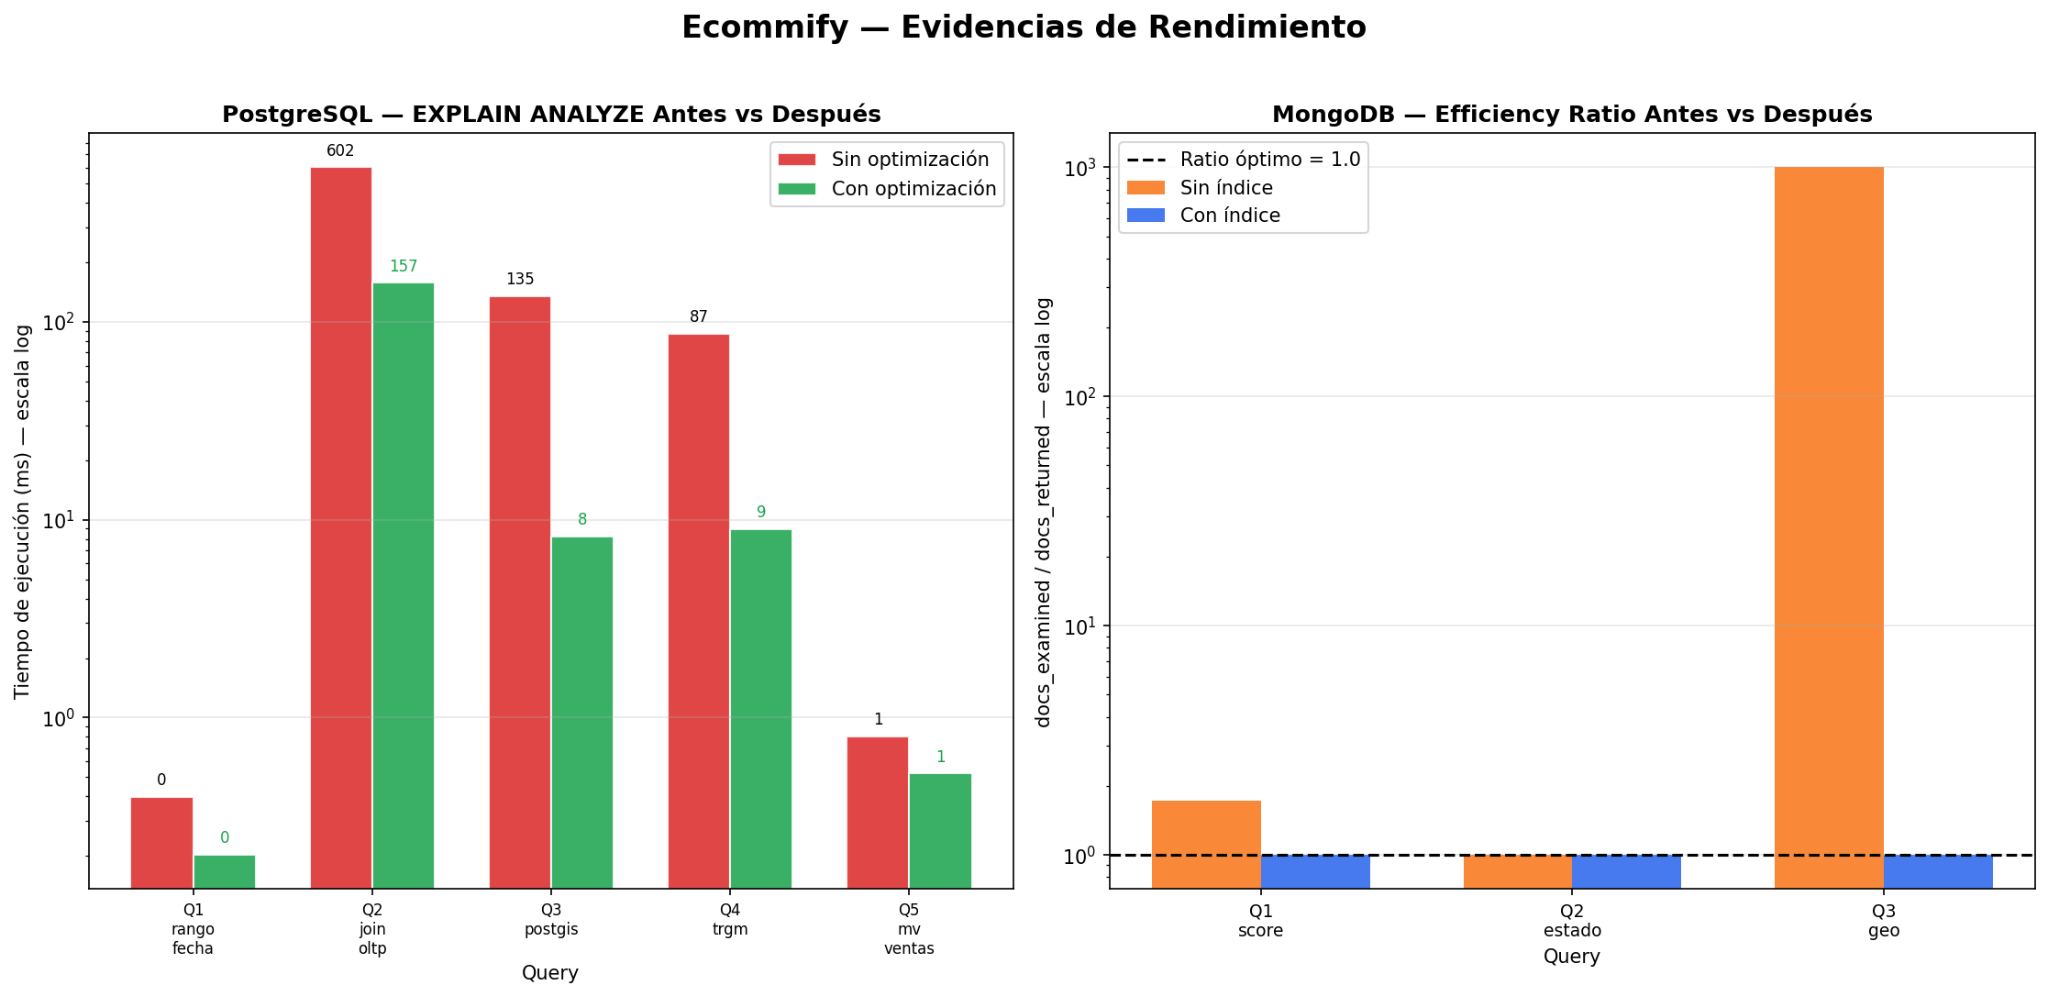 Ecommify — Evidencias de Rendimiento
PostgreSQL — EXPLAIN ANALYZE Antes vs Después
Sin optimización
Con optimización
Tiempo de ejecución (ms) — escala log
10²
10¹
10⁰
0
0
602
157
135
8
87
9
1
1
Q1
rango
fecha
Q2
join
oltp
Q3
postgis
Q4
trgm
Q5
mv
ventas
Query
MongoDB — Efficiency Ratio Antes vs Después
Ratio óptimo = 1.0
Sin índice
Con índice
docs_examined / docs_returned — escala log
10³
10²
10¹
10⁰
Q1
score
Q2
estado
Q3
geo
Query